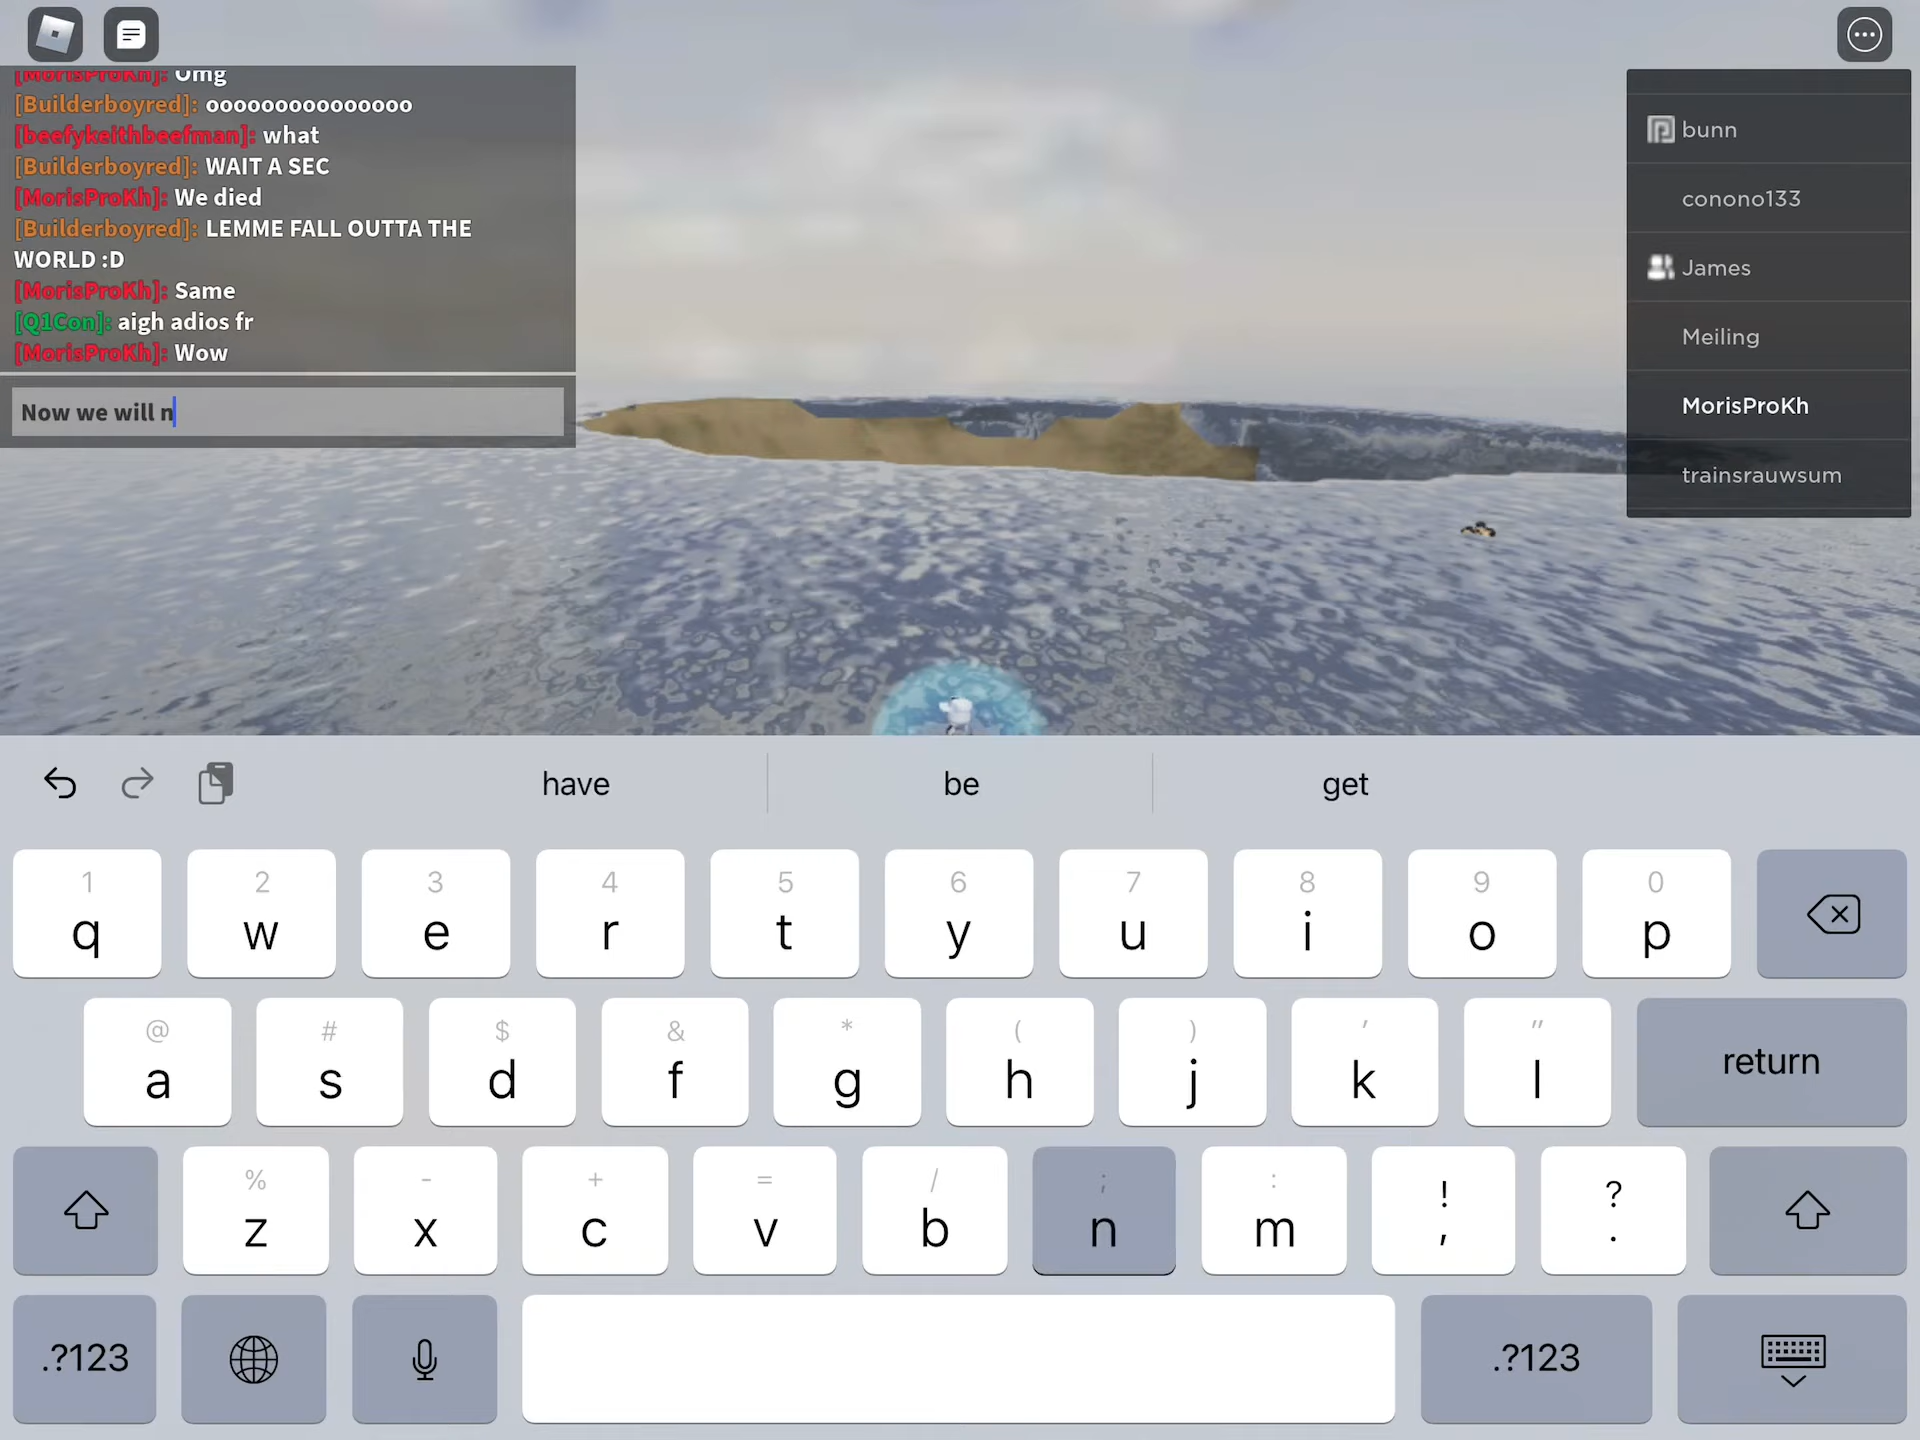 [MorisProKh]: Omg
[Builderboyred]: ooooooooooooooo
[beefykeithbeefman]: what
[Builderboyred]: WAIT A SEC
[MorisProKh]: We died
[Builderboyred]: LEMME FALL OUTTA THE
WORLD :D
[MorisProKh]: Same
[Q1Con]: aigh adios fr
[MorisProKh]: Wow
Now we will n
bunn
conono133
James
Meiling
MorisProKh
trainsrauwsum
have be get
1 2 3 4 5 6 7 8 9 0
q w e r t y u i o p
@ # $ & * ( ) ' "
a s d f g h j k l return
% - + = / ; : ! ?
z x c v b n m , .
.?123 .?123